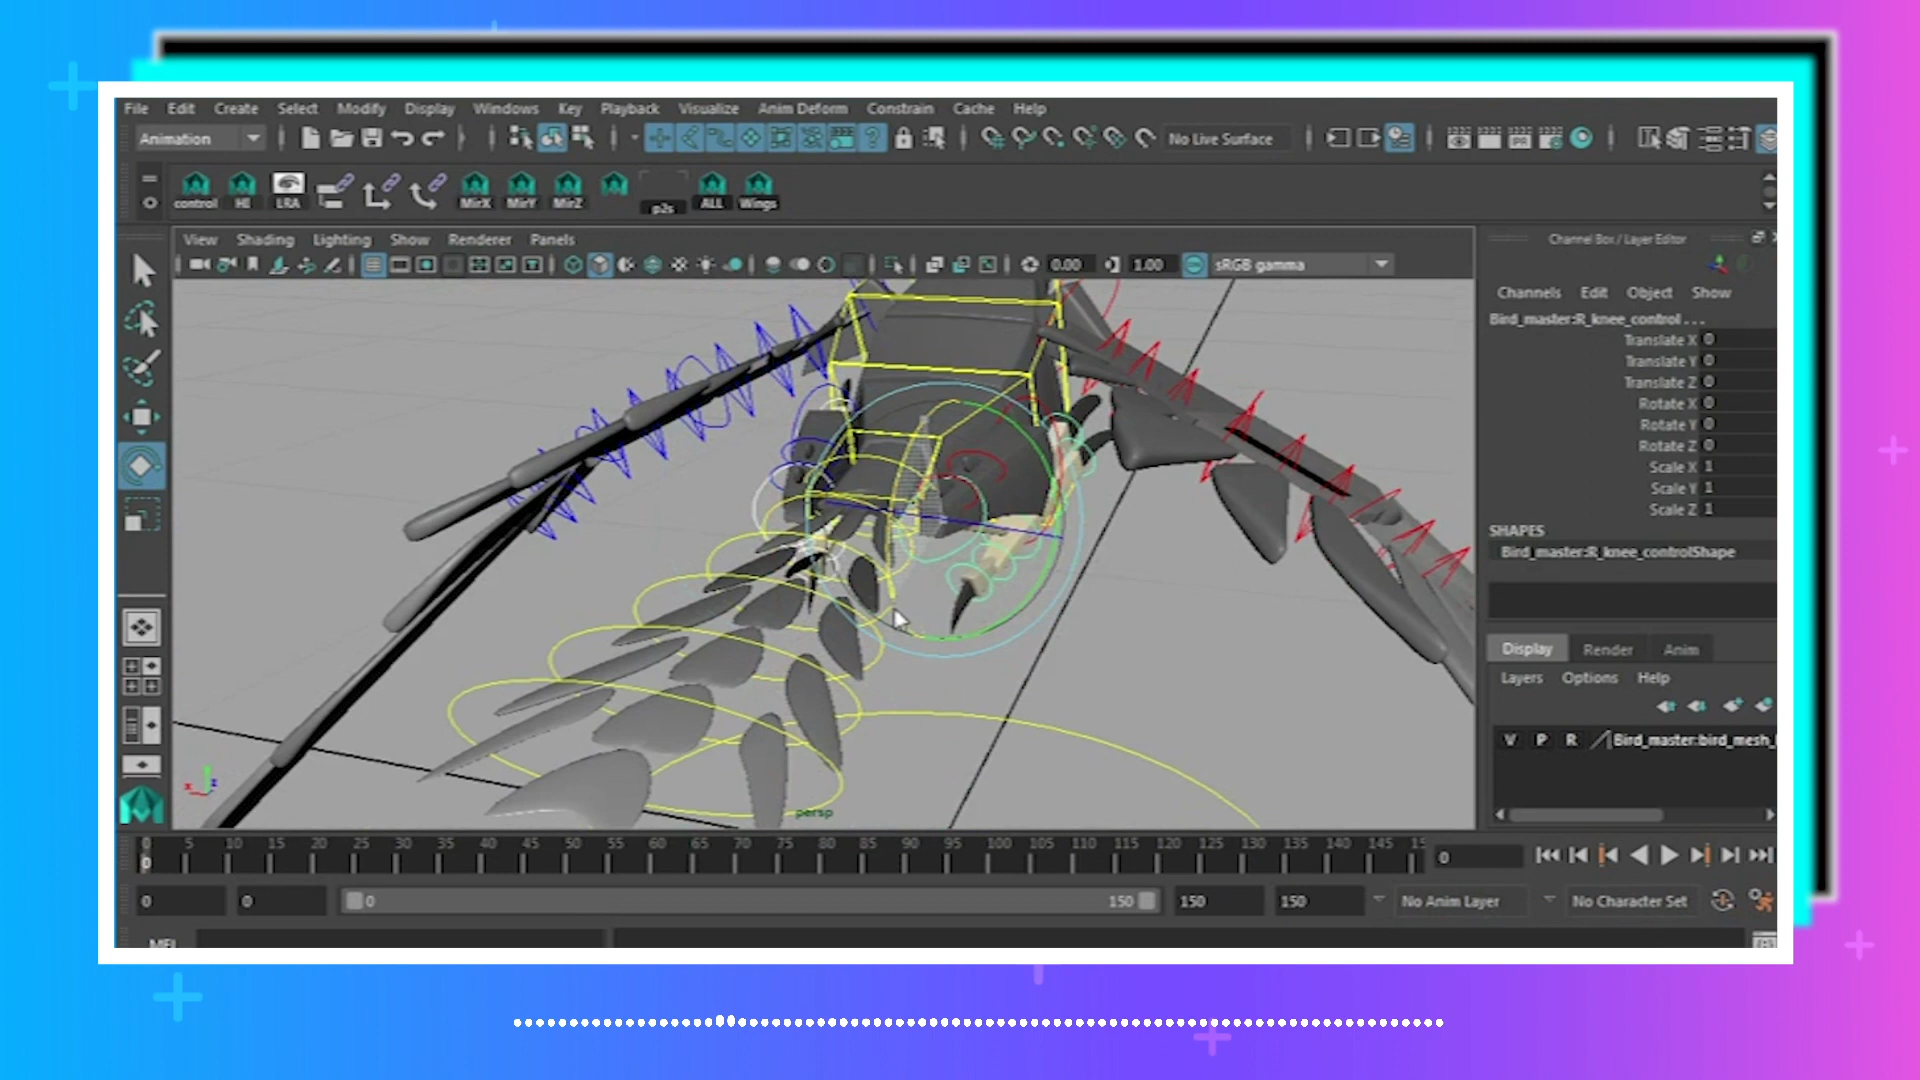 File Edit Create Select Modify Display Windows Key Playback Visualize Anim Deform Constrain Cache Help
Animation
No Live Surface
control HI LRA MirX MirY MirZ p2s ALL Wings
View Shading Lighting Show Renderer Panels
0.00 1.00 sRGB gamma
Channel Box / Layer Editor
Channels Edit Object Show
Bird_master:R_knee_control . . .
Translate X 0
Translate Y 0
Translate Z 0
Rotate X 0
Rotate Y 0
Rotate Z 0
Scale X 1
Scale Y 1
Scale Z 1
SHAPES
Bird_master:R_knee_controlShape
Display Render Anim
Layers Options Help
V P R Bird_master:bird_mesh_
persp
0 5 10 15 20 25 30 35 40 45 50 55 60 65 70 75 80 85 90 95 100 105 110 115 120 125 130 135 140 145 15
0 0
0 0 0 150 150 150 No Anim Layer No Character Set
MEL